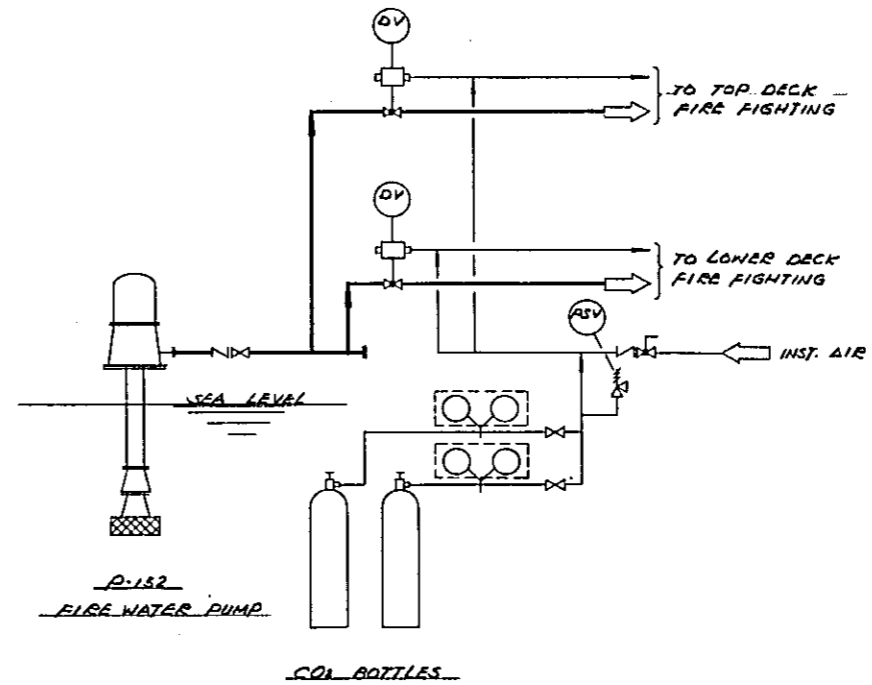 DV
TO TOP DECK
FIRE FIGHTING
DV
TO LOWER DECK
FIRE FIGHTING
PSV
INST. AIR
SEA LEVEL
P-152
FIRE WATER PUMP
CO2 BOTTLES